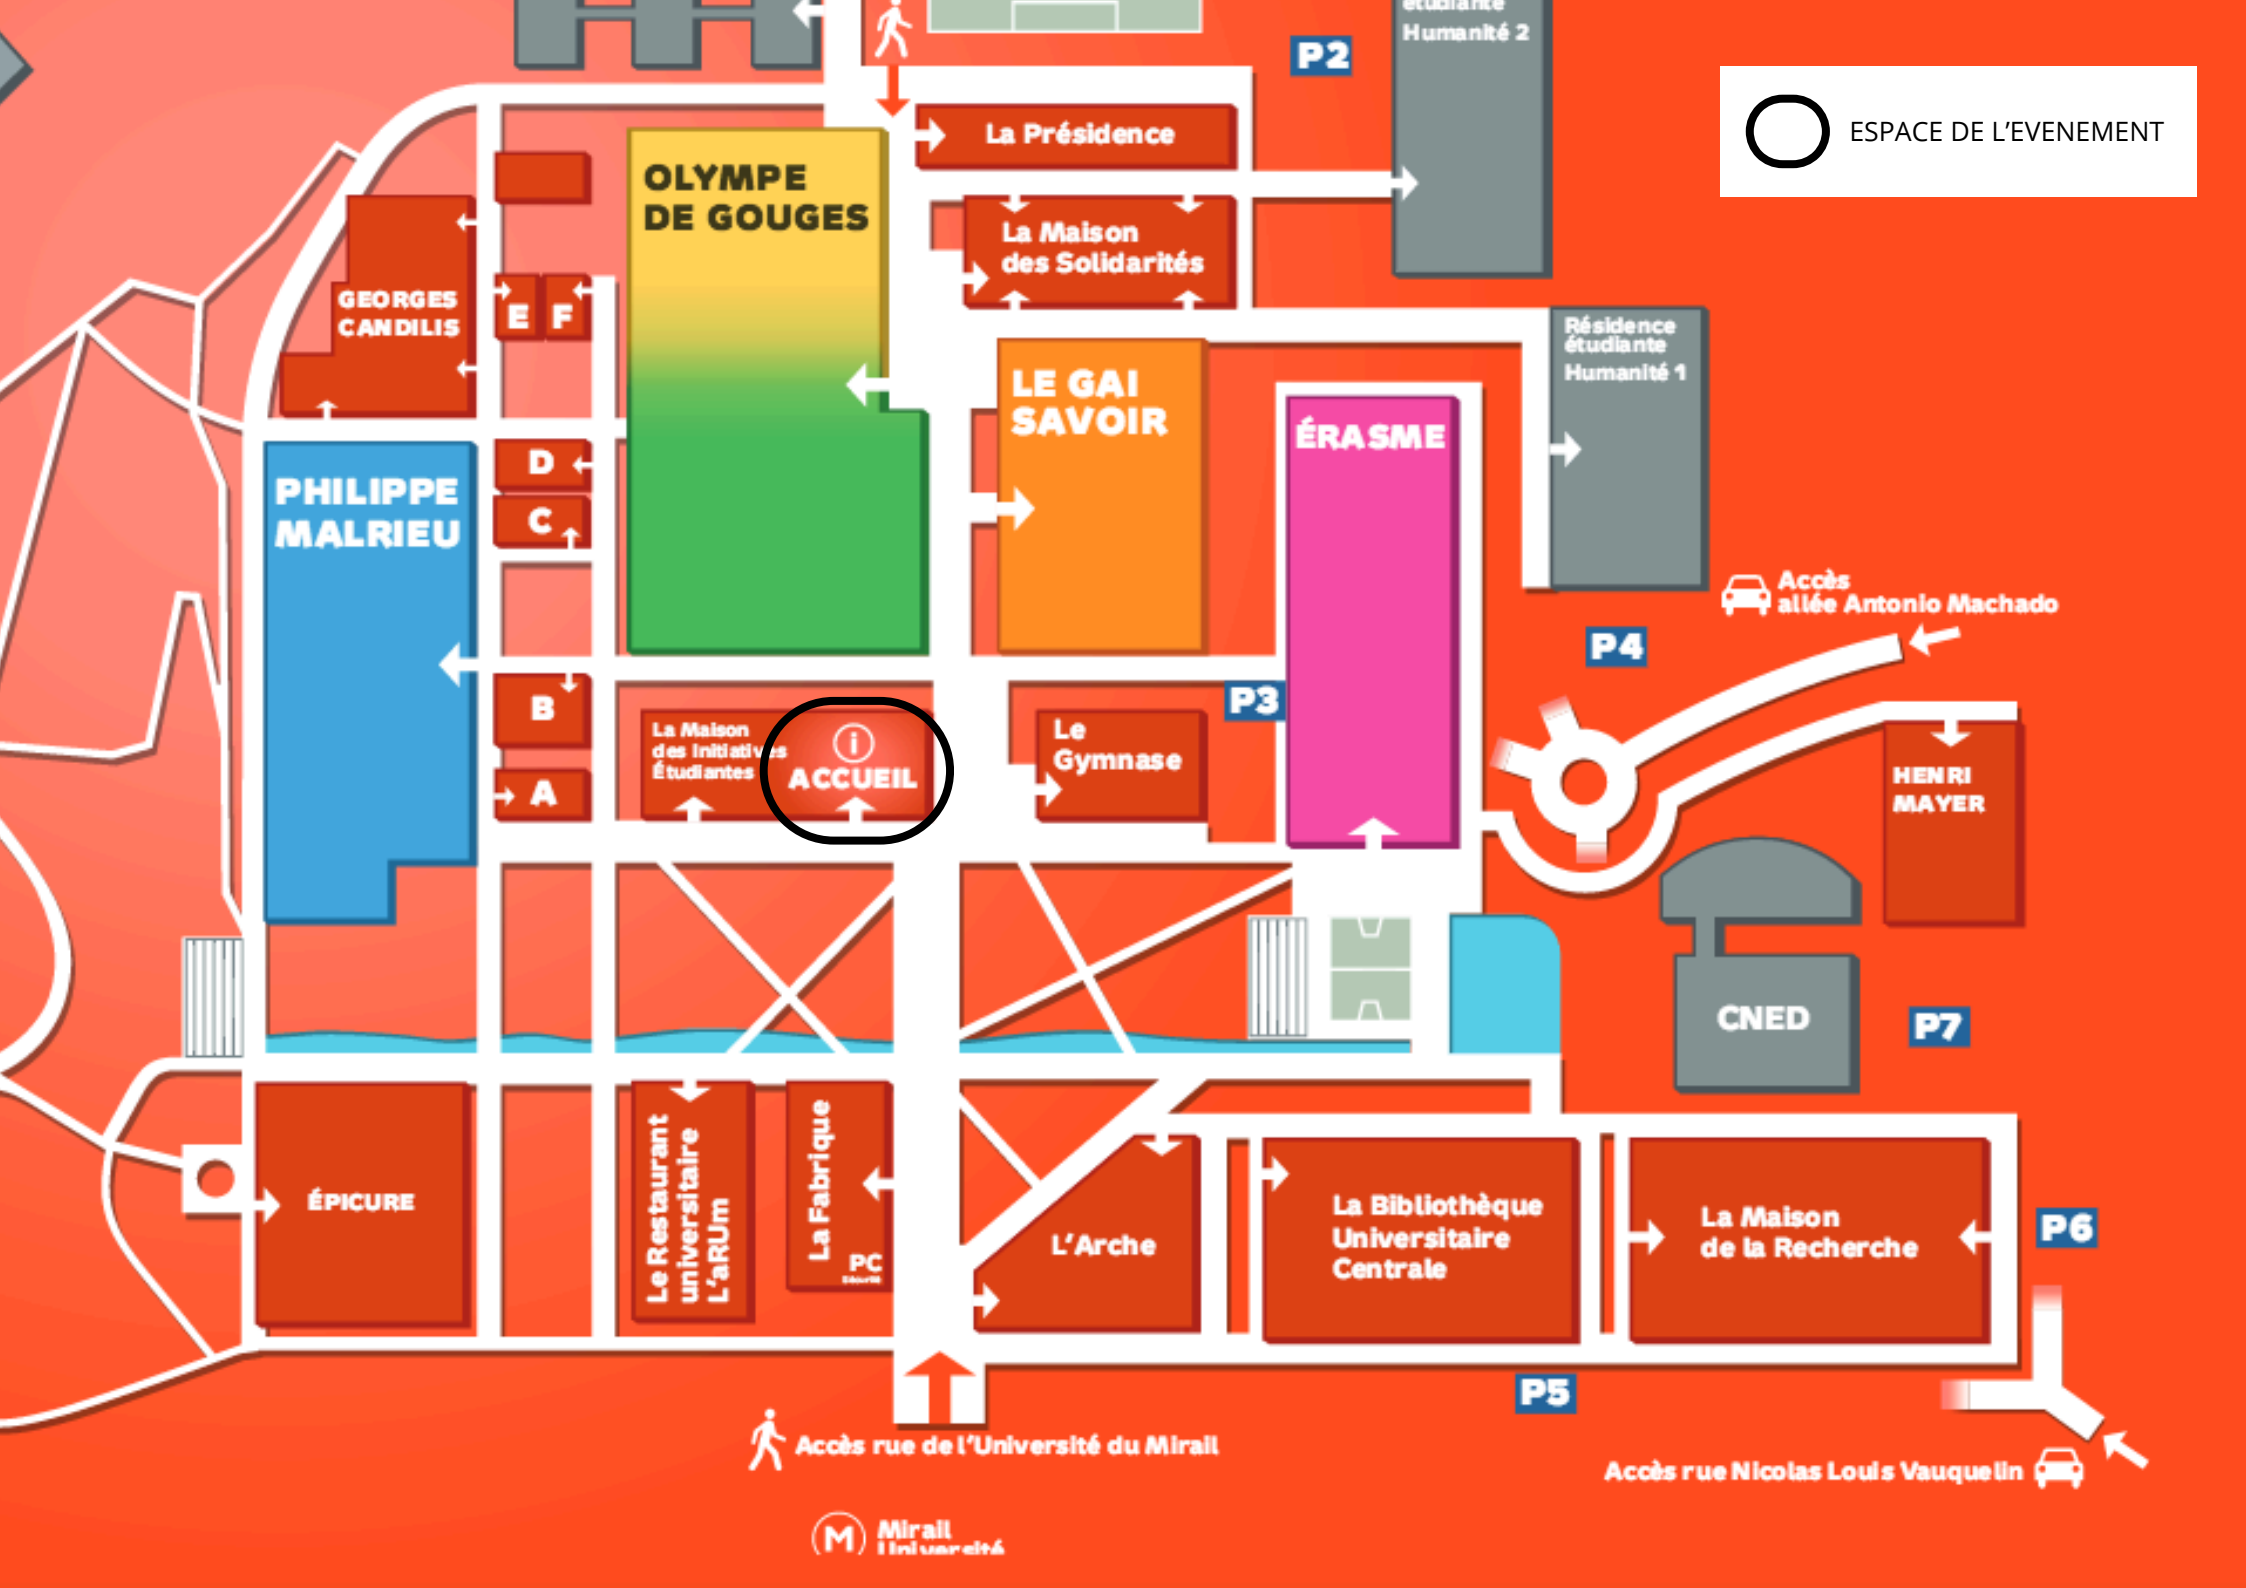 étudiante
Humanité 2
P2
ESPACE DE L’EVENEMENT
La Présidence
OLYMPE
DE GOUGES
La Maison
des Solidarités
GEORGES
CANDILIS
E
F
Résidence
étudiante
Humanité 1
LE GAI
SAVOIR
ÉRASME
PHILIPPE
MALRIEU
D
C
Accès
allée Antonio Machado
P4
B
A
La Maison
des Initiatives
Étudiantes
i
ACCUEIL
Le
Gymnase
P3
HENRI
MAYER
CNED
P7
ÉPICURE
Le Restaurant
universitaire
L'aRUm
La Fabrique
PC
Sécurité
L'Arche
La Bibliothèque
Universitaire
Centrale
La Maison
de la Recherche
P6
P5
Accès rue de l'Université du Mirail
Accès rue Nicolas Louis Vauquelin
M
Mirail
Université